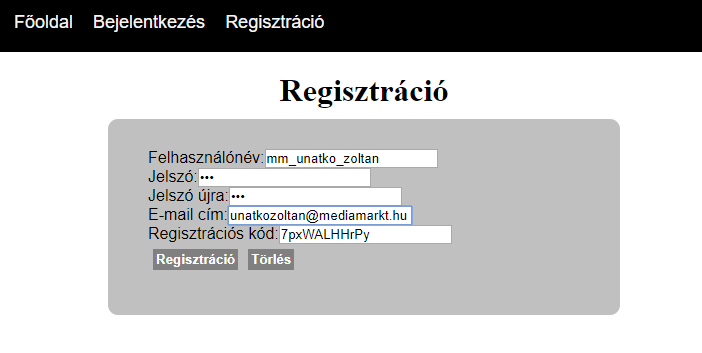 Főoldal Bejelentkezés Regisztráció
Regisztráció
Felhasználónév: mm_unatko_zoltan
Jelszó: •••
Jelszó újra: •••
E-mail cím: unatkozoltan@mediamarkt.hu
Regisztrációs kód: 7pxWALHHrPy
Regisztráció Törlés